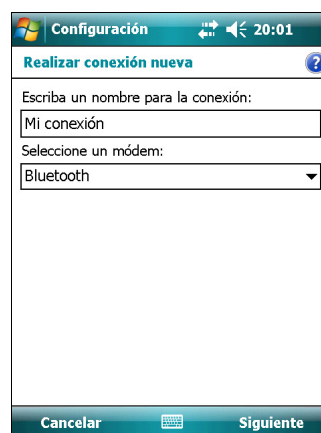 Configuración 20:01
Realizar conexión nueva ?
Escriba un nombre para la conexión:
Mi conexión
Seleccione un módem:
Bluetooth
Cancelar Siguiente